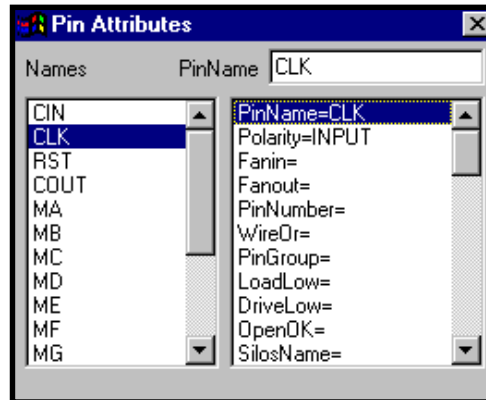 Pin Attributes
Names PinName CLK
CIN
CLK
RST
COUT
MA
MB
MC
MD
ME
MF
MG
PinName=CLK
Polarity=INPUT
Fanin=
Fanout=
PinNumber=
WireOr=
PinGroup=
LoadLow=
DriveLow=
OpenOK=
SilosName=